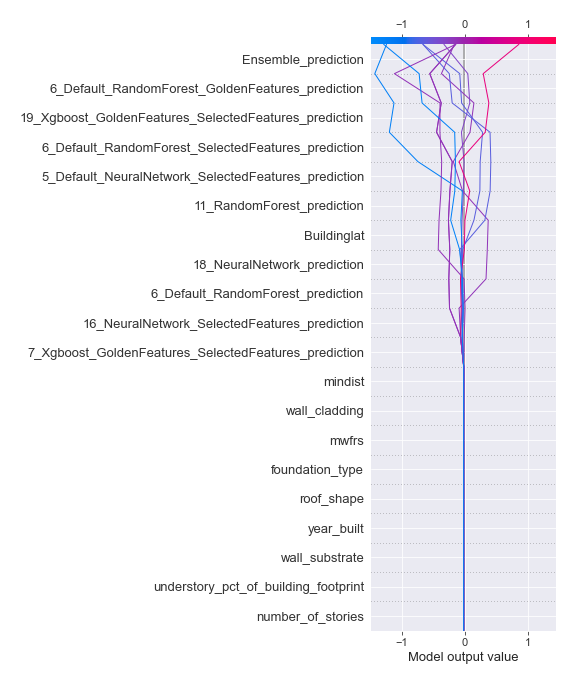 −1 0 1
Ensemble_prediction
6_Default_RandomForest_GoldenFeatures_prediction
19_Xgboost_GoldenFeatures_SelectedFeatures_prediction
6_Default_RandomForest_SelectedFeatures_prediction
5_Default_NeuralNetwork_SelectedFeatures_prediction
11_RandomForest_prediction
Buildinglat
18_NeuralNetwork_prediction
6_Default_RandomForest_prediction
16_NeuralNetwork_SelectedFeatures_prediction
7_Xgboost_GoldenFeatures_SelectedFeatures_prediction
mindist
wall_cladding
mwfrs
foundation_type
roof_shape
year_built
wall_substrate
understory_pct_of_building_footprint
number_of_stories
−1 0 1
Model output value